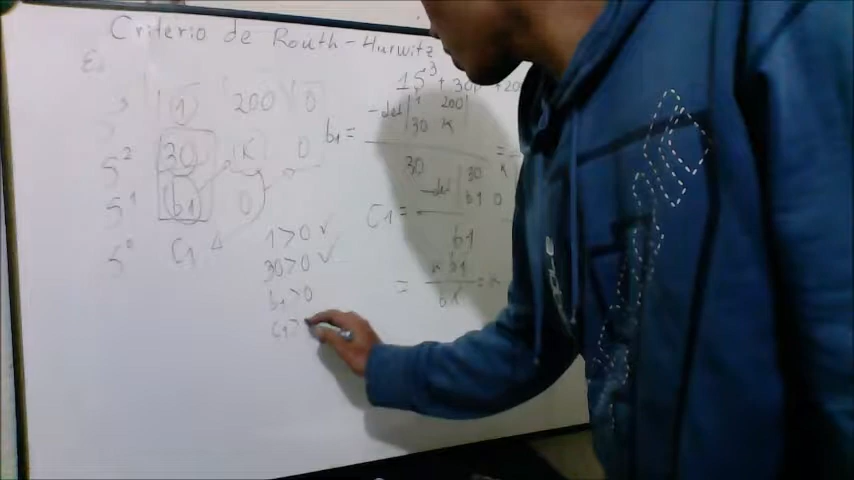 Criterio de Routh-Hurwitz
1S³ + 30 + 200
1 200 0
S² 30 K 0
S¹ b1 0
S⁰ C1
b1 = -det | 1 200 | 30 K | =
30
C1 = -det | 30 K | b1 0 |
b1
= K b1 = K
b1
1>0 ✓
30>0 ✓
b1>0
C1>